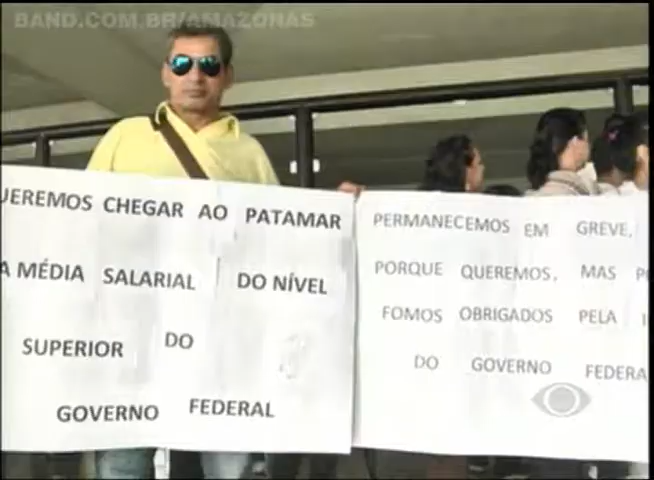 BAND.COM.BR/AMAZONAS
UEREMOS CHEGAR AO PATAMAR
A MÉDIA SALARIAL DO NÍVEL
SUPERIOR DO
GOVERNO FEDERAL
PERMANECEMOS EM GREVE,
PORQUE QUEREMOS, MAS P
FOMOS OBRIGADOS PELA I
DO GOVERNO FEDERA